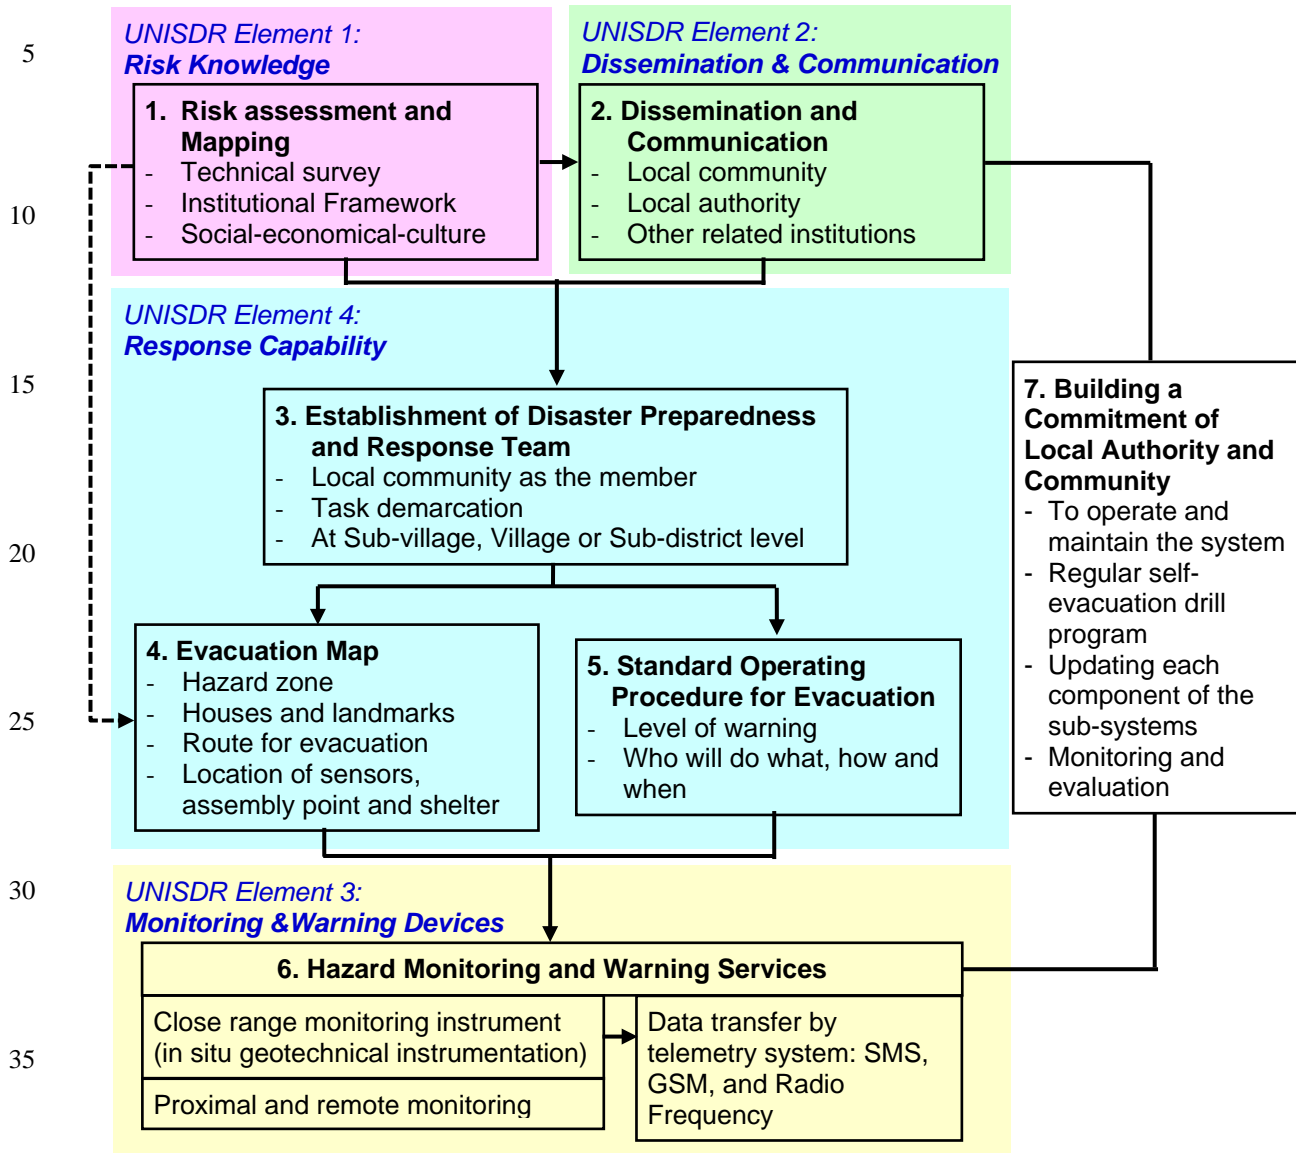 5
UNISDR Element 1:
Risk Knowledge
1. Risk assessment and
Mapping
- Technical survey
- Institutional Framework
- Social-economical-culture
10
UNISDR Element 2:
Dissemination & Communication
2. Dissemination and
Communication
- Local community
- Local authority
- Other related institutions
UNISDR Element 4:
Response Capability
15
3. Establishment of Disaster Preparedness
and Response Team
- Local community as the member
- Task demarcation
- At Sub-village, Village or Sub-district level
20
4. Evacuation Map
- Hazard zone
- Houses and landmarks
- Route for evacuation
- Location of sensors,
assembly point and shelter
25
5. Standard Operating
Procedure for Evacuation
- Level of warning
- Who will do what, how and
when
7. Building a
Commitment of
Local Authority and
Community
- To operate and
maintain the system
- Regular self-
evacuation drill
program
- Updating each
component of the
sub-systems
- Monitoring and
evaluation
30
UNISDR Element 3:
Monitoring &Warning Devices
6. Hazard Monitoring and Warning Services
Close range monitoring instrument
(in situ geotechnical instrumentation)
35
Proximal and remote monitoring
Data transfer by
telemetry system: SMS,
GSM, and Radio
Frequency